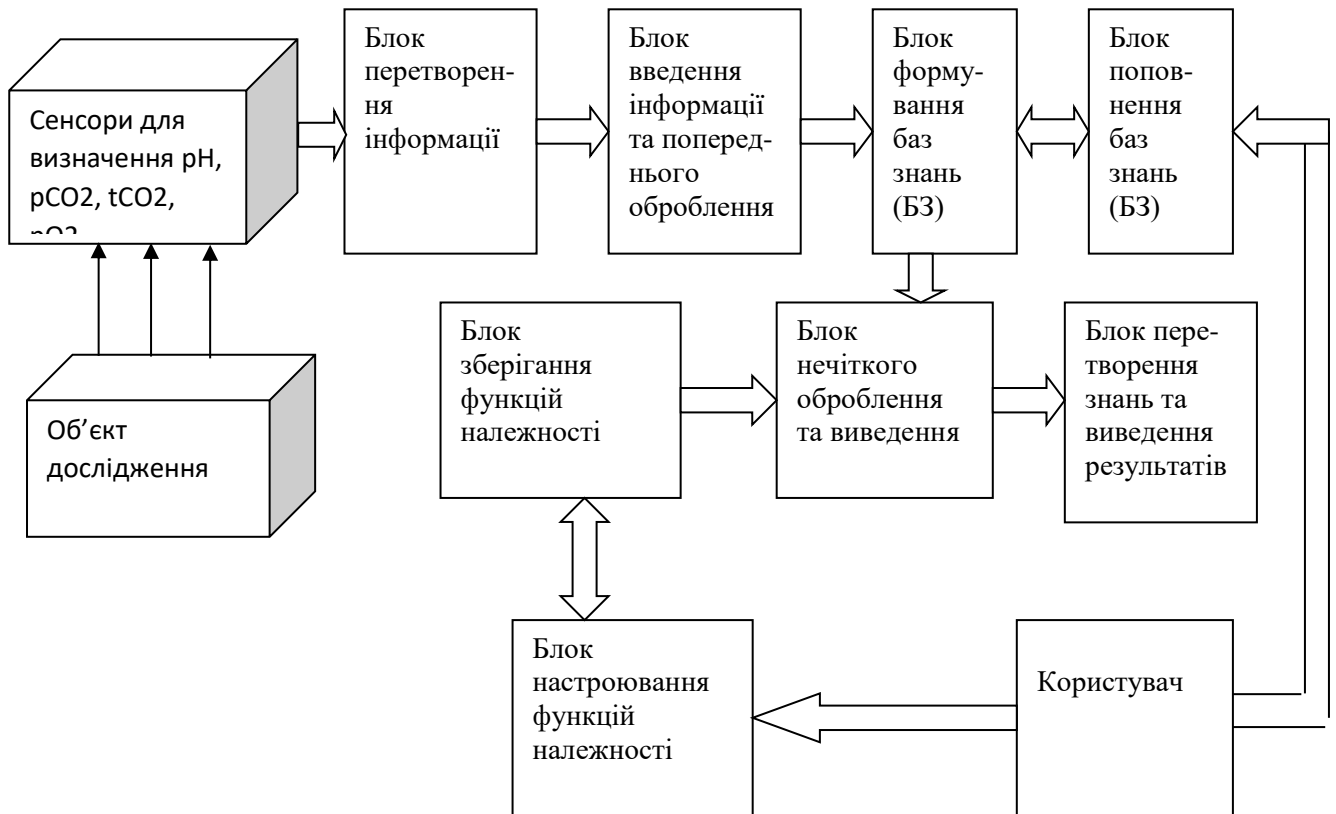 Сенсори для
визначення pH,
pCO2, tCO2,
Блок
перетворен-
ня
інформації
Блок
введення
інформації
та поперед-
нього
оброблення
Блок
форму-
вання
баз
знань
(БЗ)
Блок
попов-
нення
баз
знань
(БЗ)
Об’єкт
дослідження
Блок
зберігання
функцій
належності
Блок
нечіткого
оброблення
та виведення
Блок пере-
творення
знань та
виведення
результатів
Блок
настроювання
функцій
належності
Користувач